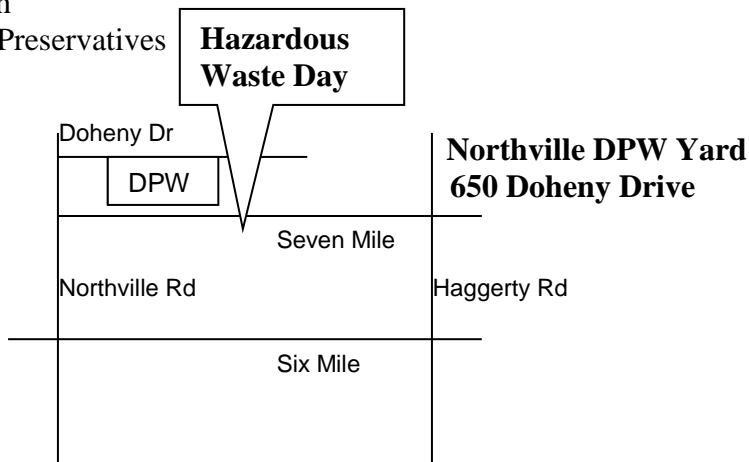 Preservatives
Hazardous
Waste Day
Doheny Dr
Northville DPW Yard
650 Doheny Drive
DPW
Seven Mile
Northville Rd
Haggerty Rd
Six Mile